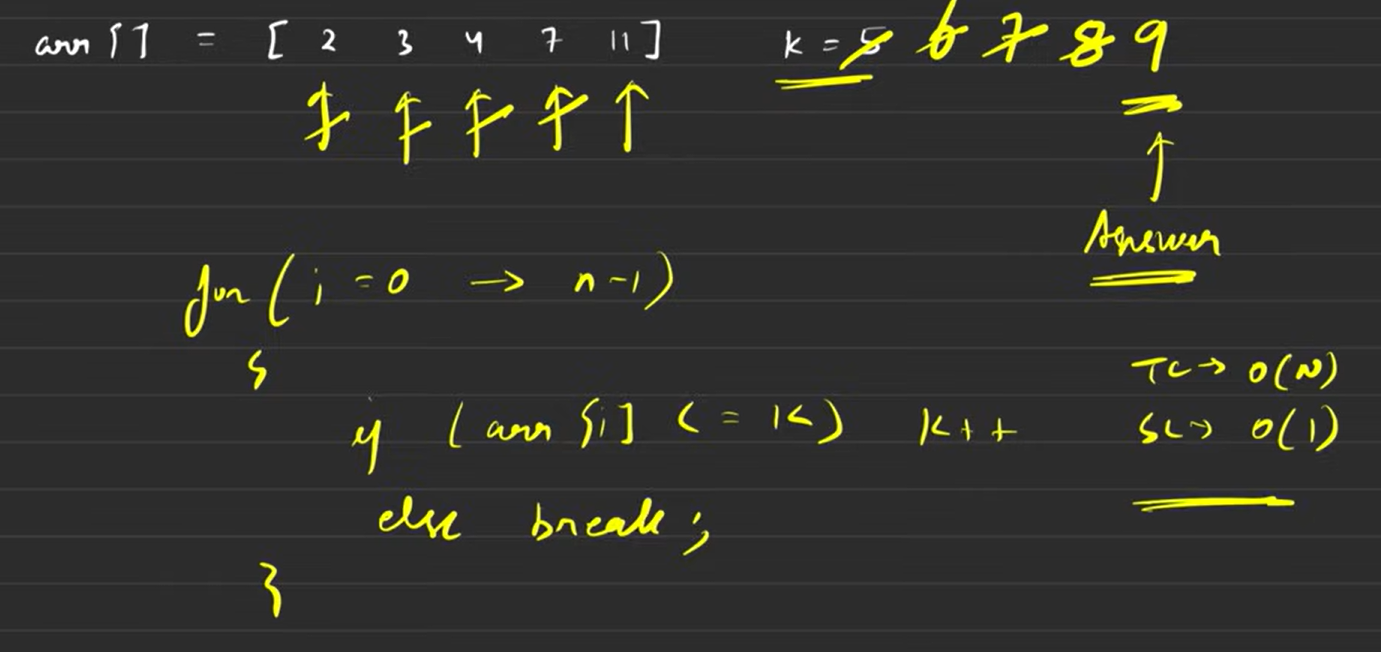 arr[] = [ 2 3 4 7 11 ] k = 5 6 7 8 9
Answer
for ( i = 0 → n-1)
{
TC → O(N)
if ( arr [i] <= K) K++ SC → O(1)
else break;
}